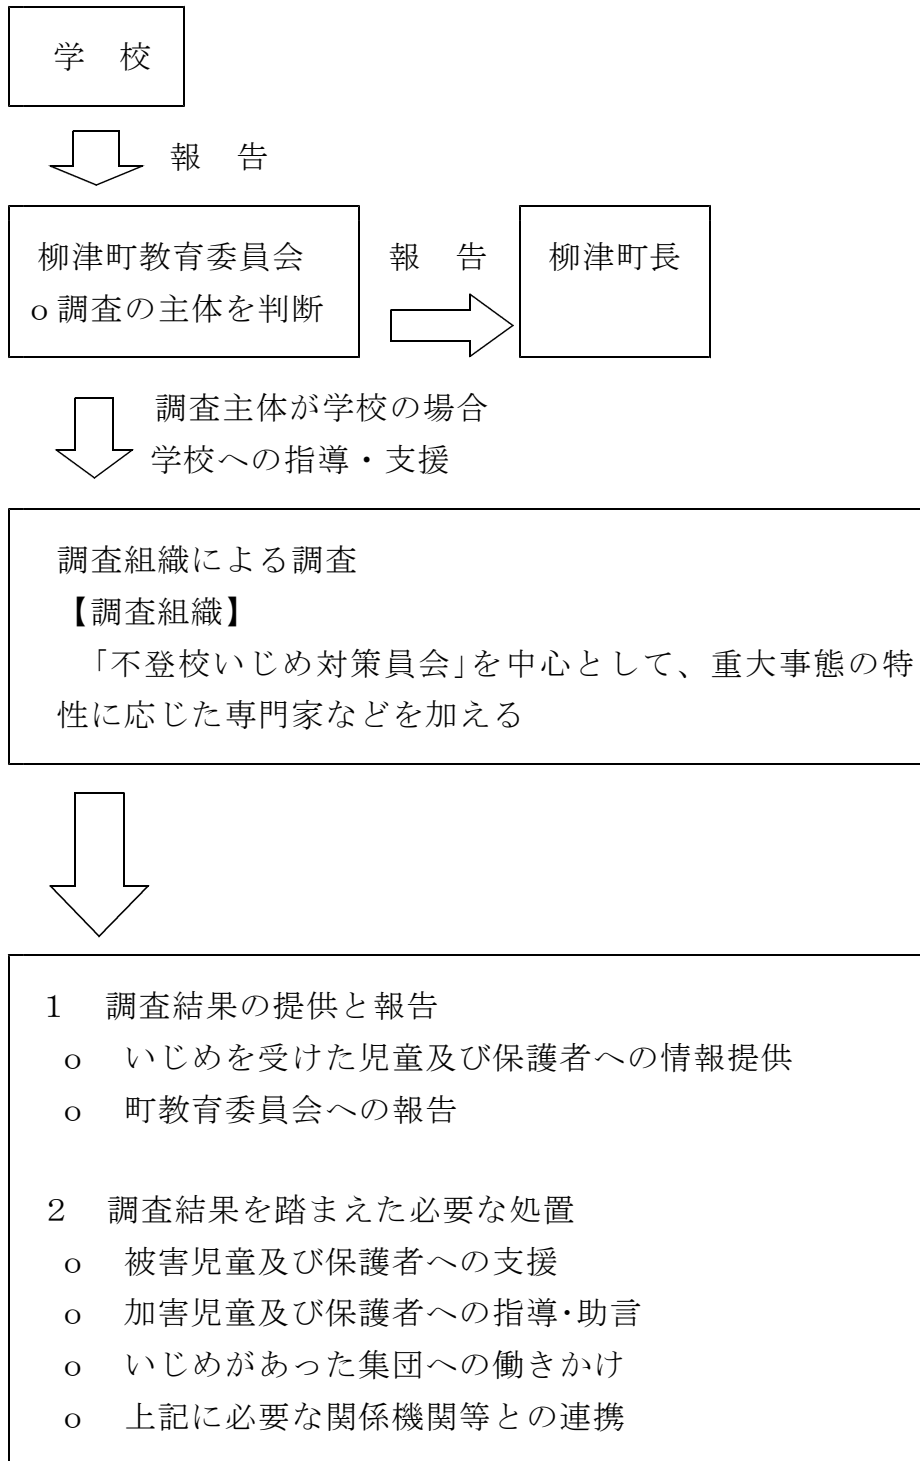 学　校
報　告
柳津町教育委員会
o 調査の主体を判断
報　告
柳津町長
調査主体が学校の場合
学校への指導・支援
調査組織による調査
【調査組織】
「不登校いじめ対策員会」を中心として、重大事態の特
性に応じた専門家などを加える
１　調査結果の提供と報告
o　いじめを受けた児童及び保護者への情報提供
o　町教育委員会への報告
２　調査結果を踏まえた必要な処置
o　被害児童及び保護者への支援
o　加害児童及び保護者への指導・助言
o　いじめがあった集団への働きかけ
o　上記に必要な関係機関等との連携